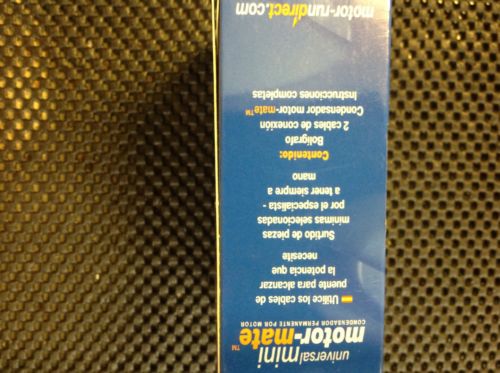 universal mini
motor-mate™
CONDENSADOR PERMANENTE POR MOTOR
Utilice los cables de
puente para alcanzar
la potencia que
necesite
Surtido de piezas
mínimas seleccionadas
por el especialista -
a tener siempre a
mano
Contenido:
Bolígrafo
2 cables de conexión
Condensador motor-mate™
Instrucciones completas
motor-rundirect.com